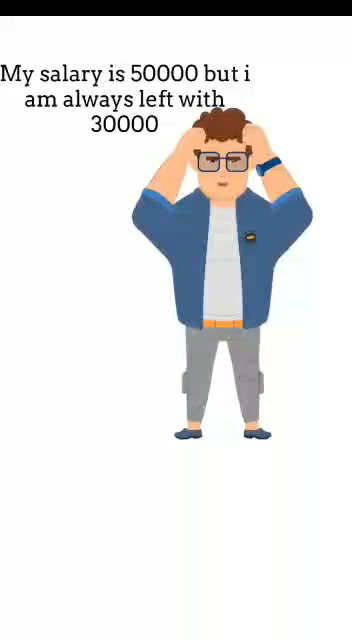 My salary is 50000 but i
am always left with
30000